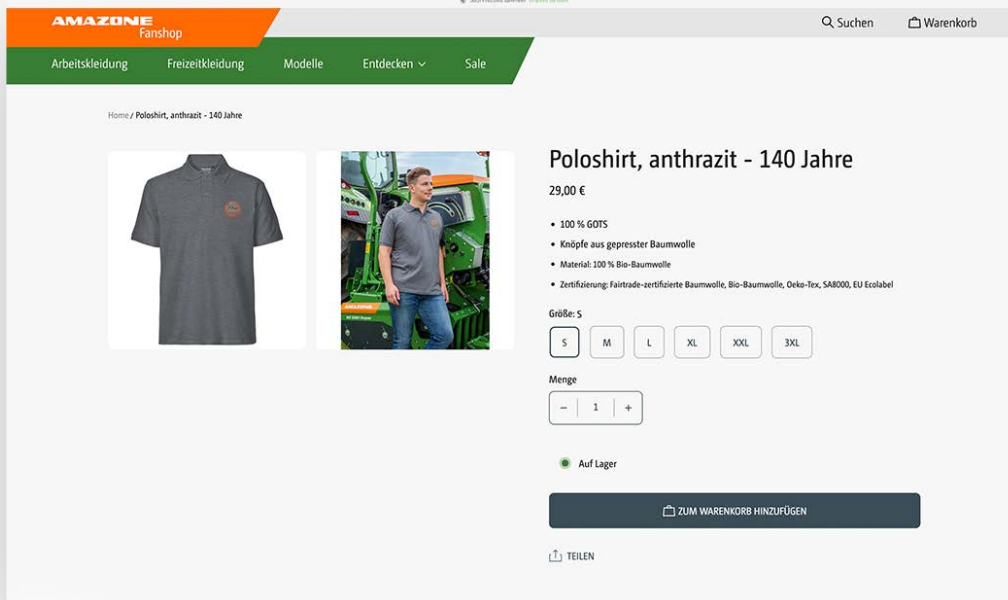 AMAZONE
Fanshop
Suchen
Warenkorb
Arbeitskleidung
Freizeitkleidung
Modelle
Entdecken
Sale
Home / Poloshirt, anthrazit - 140 Jahre
Poloshirt, anthrazit - 140 Jahre
29,00 €
• 100 % GOTS
• Knöpfe aus gepresster Baumwolle
• Material: 100 % Bio-Baumwolle
• Zertifizierung: Fairtrade-zertifizierte Baumwolle, Bio-Baumwolle, Oeko-Tex, SA8000, EU Ecolabel
Größe: S
S
M
L
XL
XXL
3XL
Menge
− 1 +
Auf Lager
ZUM WARENKORB HINZUFÜGEN
TEILEN
AMAZONE